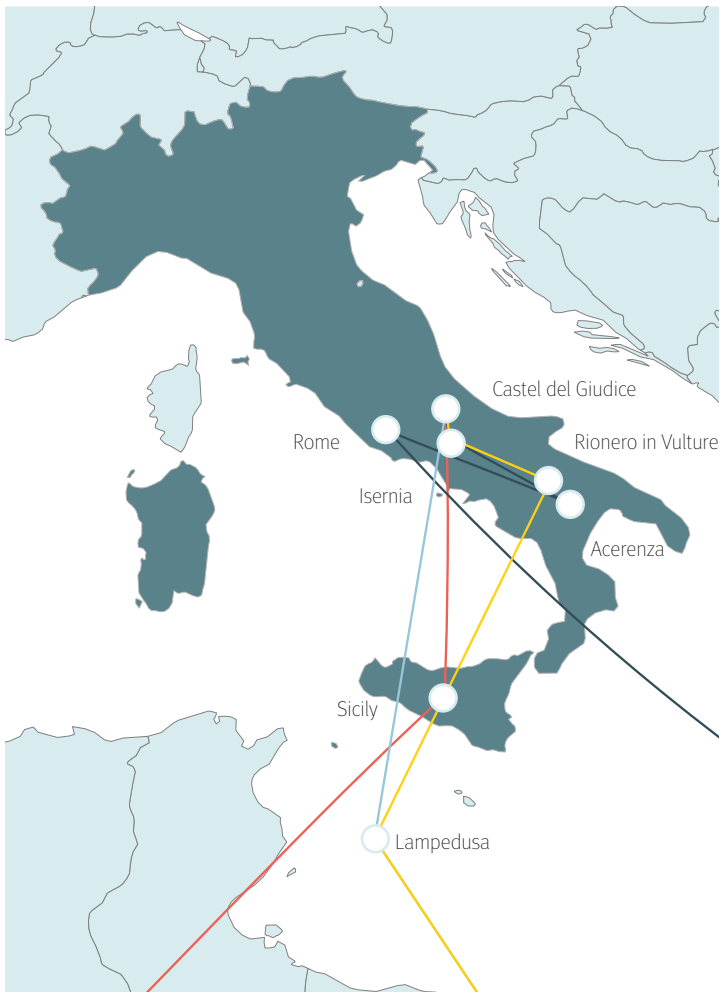 Castel del Giudice
Rome
Rionero in Vulture
Isernia
Acerenza
Sicily
Lampedusa